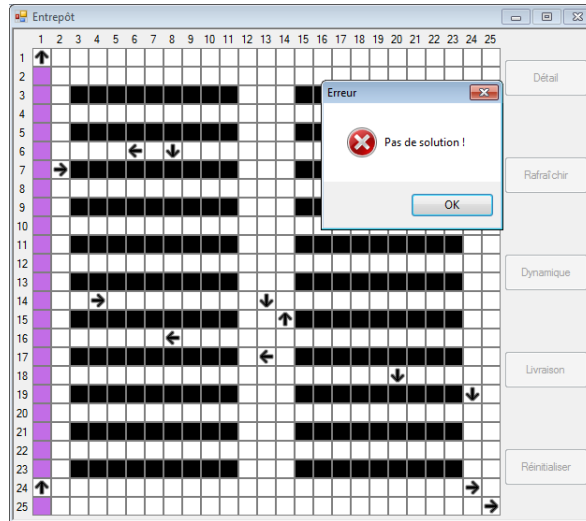 Entrepôt
1 2 3 4 5 6 7 8 9 10 11 12 13 14 15 16 17 18 19 20 21 22 23 24 25
1
2
Détail
3
Erreur
4
5
Pas de solution !
6
7
Rafraîchir
8
9
OK
10
11
12
Dynamique
13
14
15
16
17
Livraison
18
19
20
21
22
23
Réinitialiser
24
25